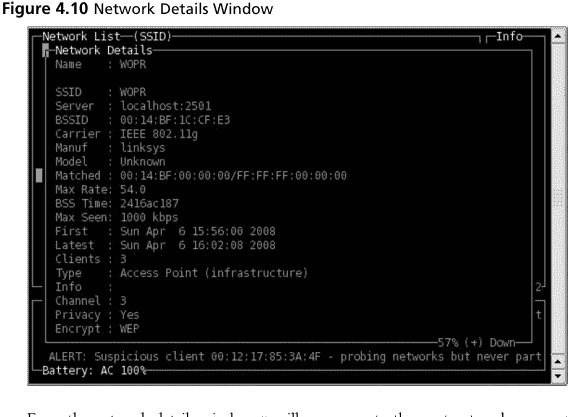 Figure 4.10 Network Details Window
Network List—(SSID) Info
Network Details
Name : WOPR
SSID : WOPR
Server : localhost:2501
BSSID : 00:14:BF:1C:CF:E3
Carrier : IEEE 802.11g
Manuf : linksys
Model : Unknown
Matched : 00:14:BF:00:00:00/FF:FF:FF:00:00:00
Max Rate: 54.0
BSS Time: 2416ac187
Max Seen: 1000 kbps
First : Sun Apr 6 15:56:00 2008
Latest : Sun Apr 6 16:02:08 2008
Clients : 3
Type : Access Point (infrastructure)
Info :
2
Channel : 3
Privacy : Yes
t
Encrypt : WEP
57% (+) Down
ALERT: Suspicious client 00:12:17:85:3A:4F - probing networks but never part
Battery: AC 100%